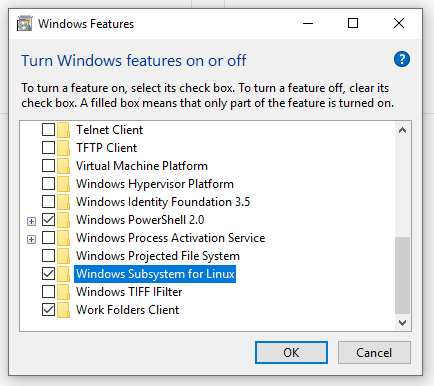 Windows Features
Turn Windows features on or off
To turn a feature on, select its check box. To turn a feature off, clear its
check box. A filled box means that only part of the feature is turned on.
Telnet Client
TFTP Client
Virtual Machine Platform
Windows Hypervisor Platform
Windows Identity Foundation 3.5
Windows PowerShell 2.0
Windows Process Activation Service
Windows Projected File System
Windows Subsystem for Linux
Windows TIFF IFilter
Work Folders Client
OK
Cancel